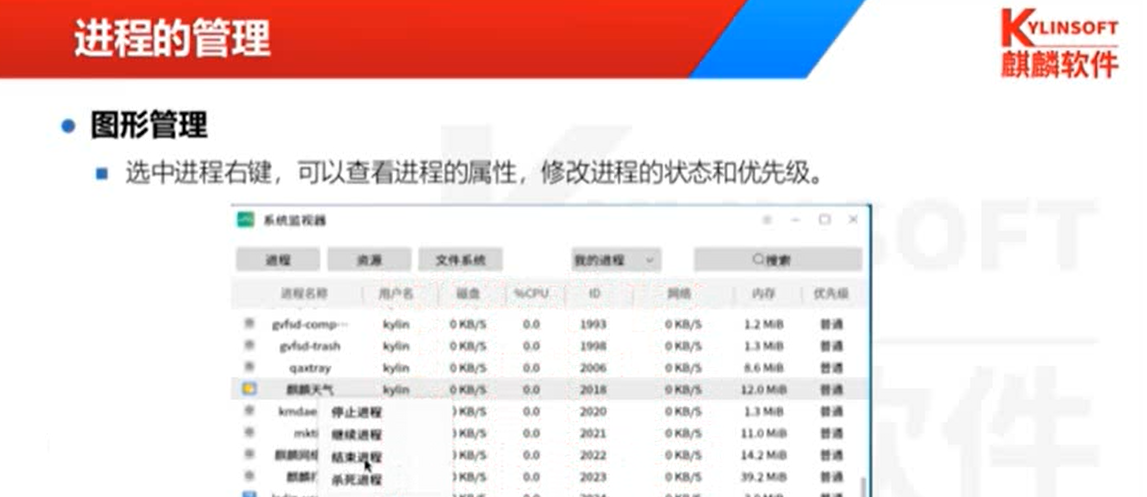 进程的管理
KYLINSOFT
麒麟软件
图形管理
选中进程右键，可以查看进程的属性，修改进程的状态和优先级。
系统监视器
进程 资源 文件系统 我的进程 搜索
进程名称 用户名 磁盘 %CPU ID 网络 内存 优先级
gvfsd-comp… kylin 0 KB/S 0.0 1993 0 KB/S 1.2 MiB 普通
gvfsd-trash kylin 0 KB/S 0.0 1998 0 KB/S 1.3 MiB 普通
qaxtray kylin 0 KB/S 0.0 2006 0 KB/S 8.6 MiB 普通
麒麟天气 kylin 0 KB/S 0.0 2018 0 KB/S 12.0 MiB 普通
kmdae 停止进程 KB/S 0.0 2020 0 KB/S 1.3 MiB 普通
继续进程 KB/S 0.0 2021 0 KB/S 11.0 MiB 普通
麒麟网络 结束进程 KB/S 0.0 2022 0 KB/S 14.2 MiB 普通
麒麟 杀死进程 KB/S 0.0 2023 0 KB/S 39.2 MiB 普通